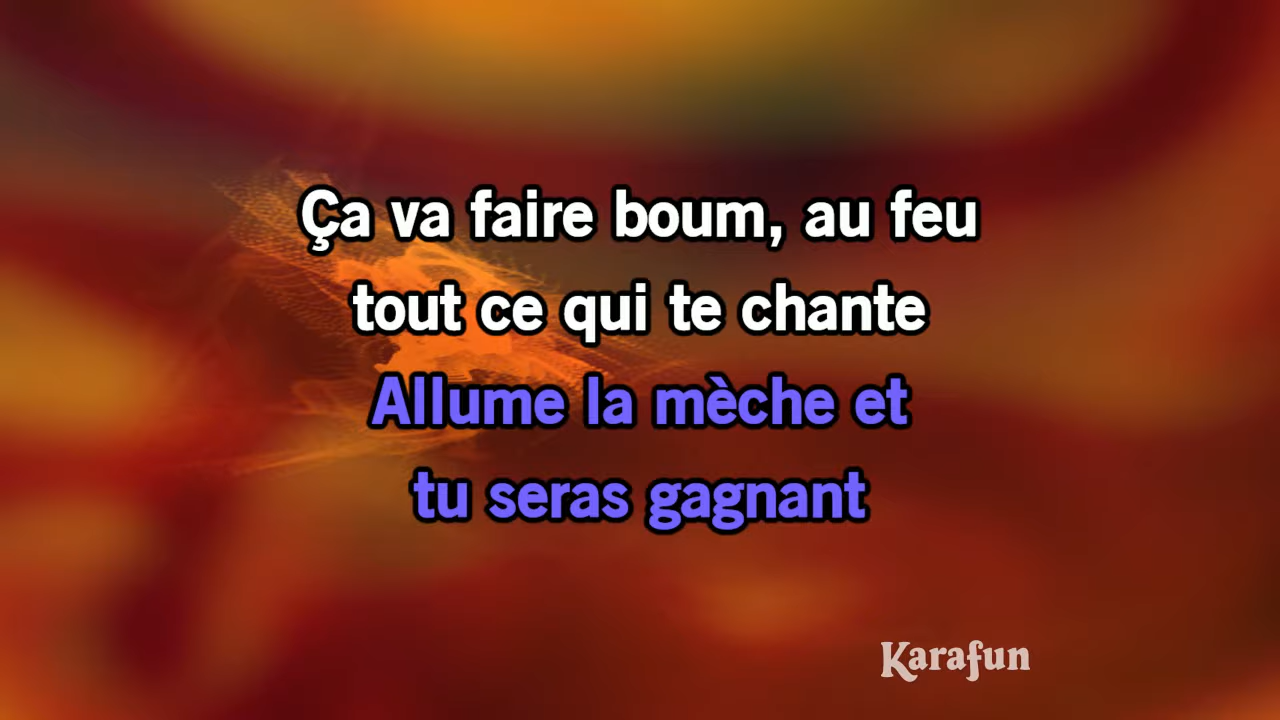 Ça va faire boum, au feu
tout ce qui te chante
Allume la mèche et
tu seras gagnant
Karafun